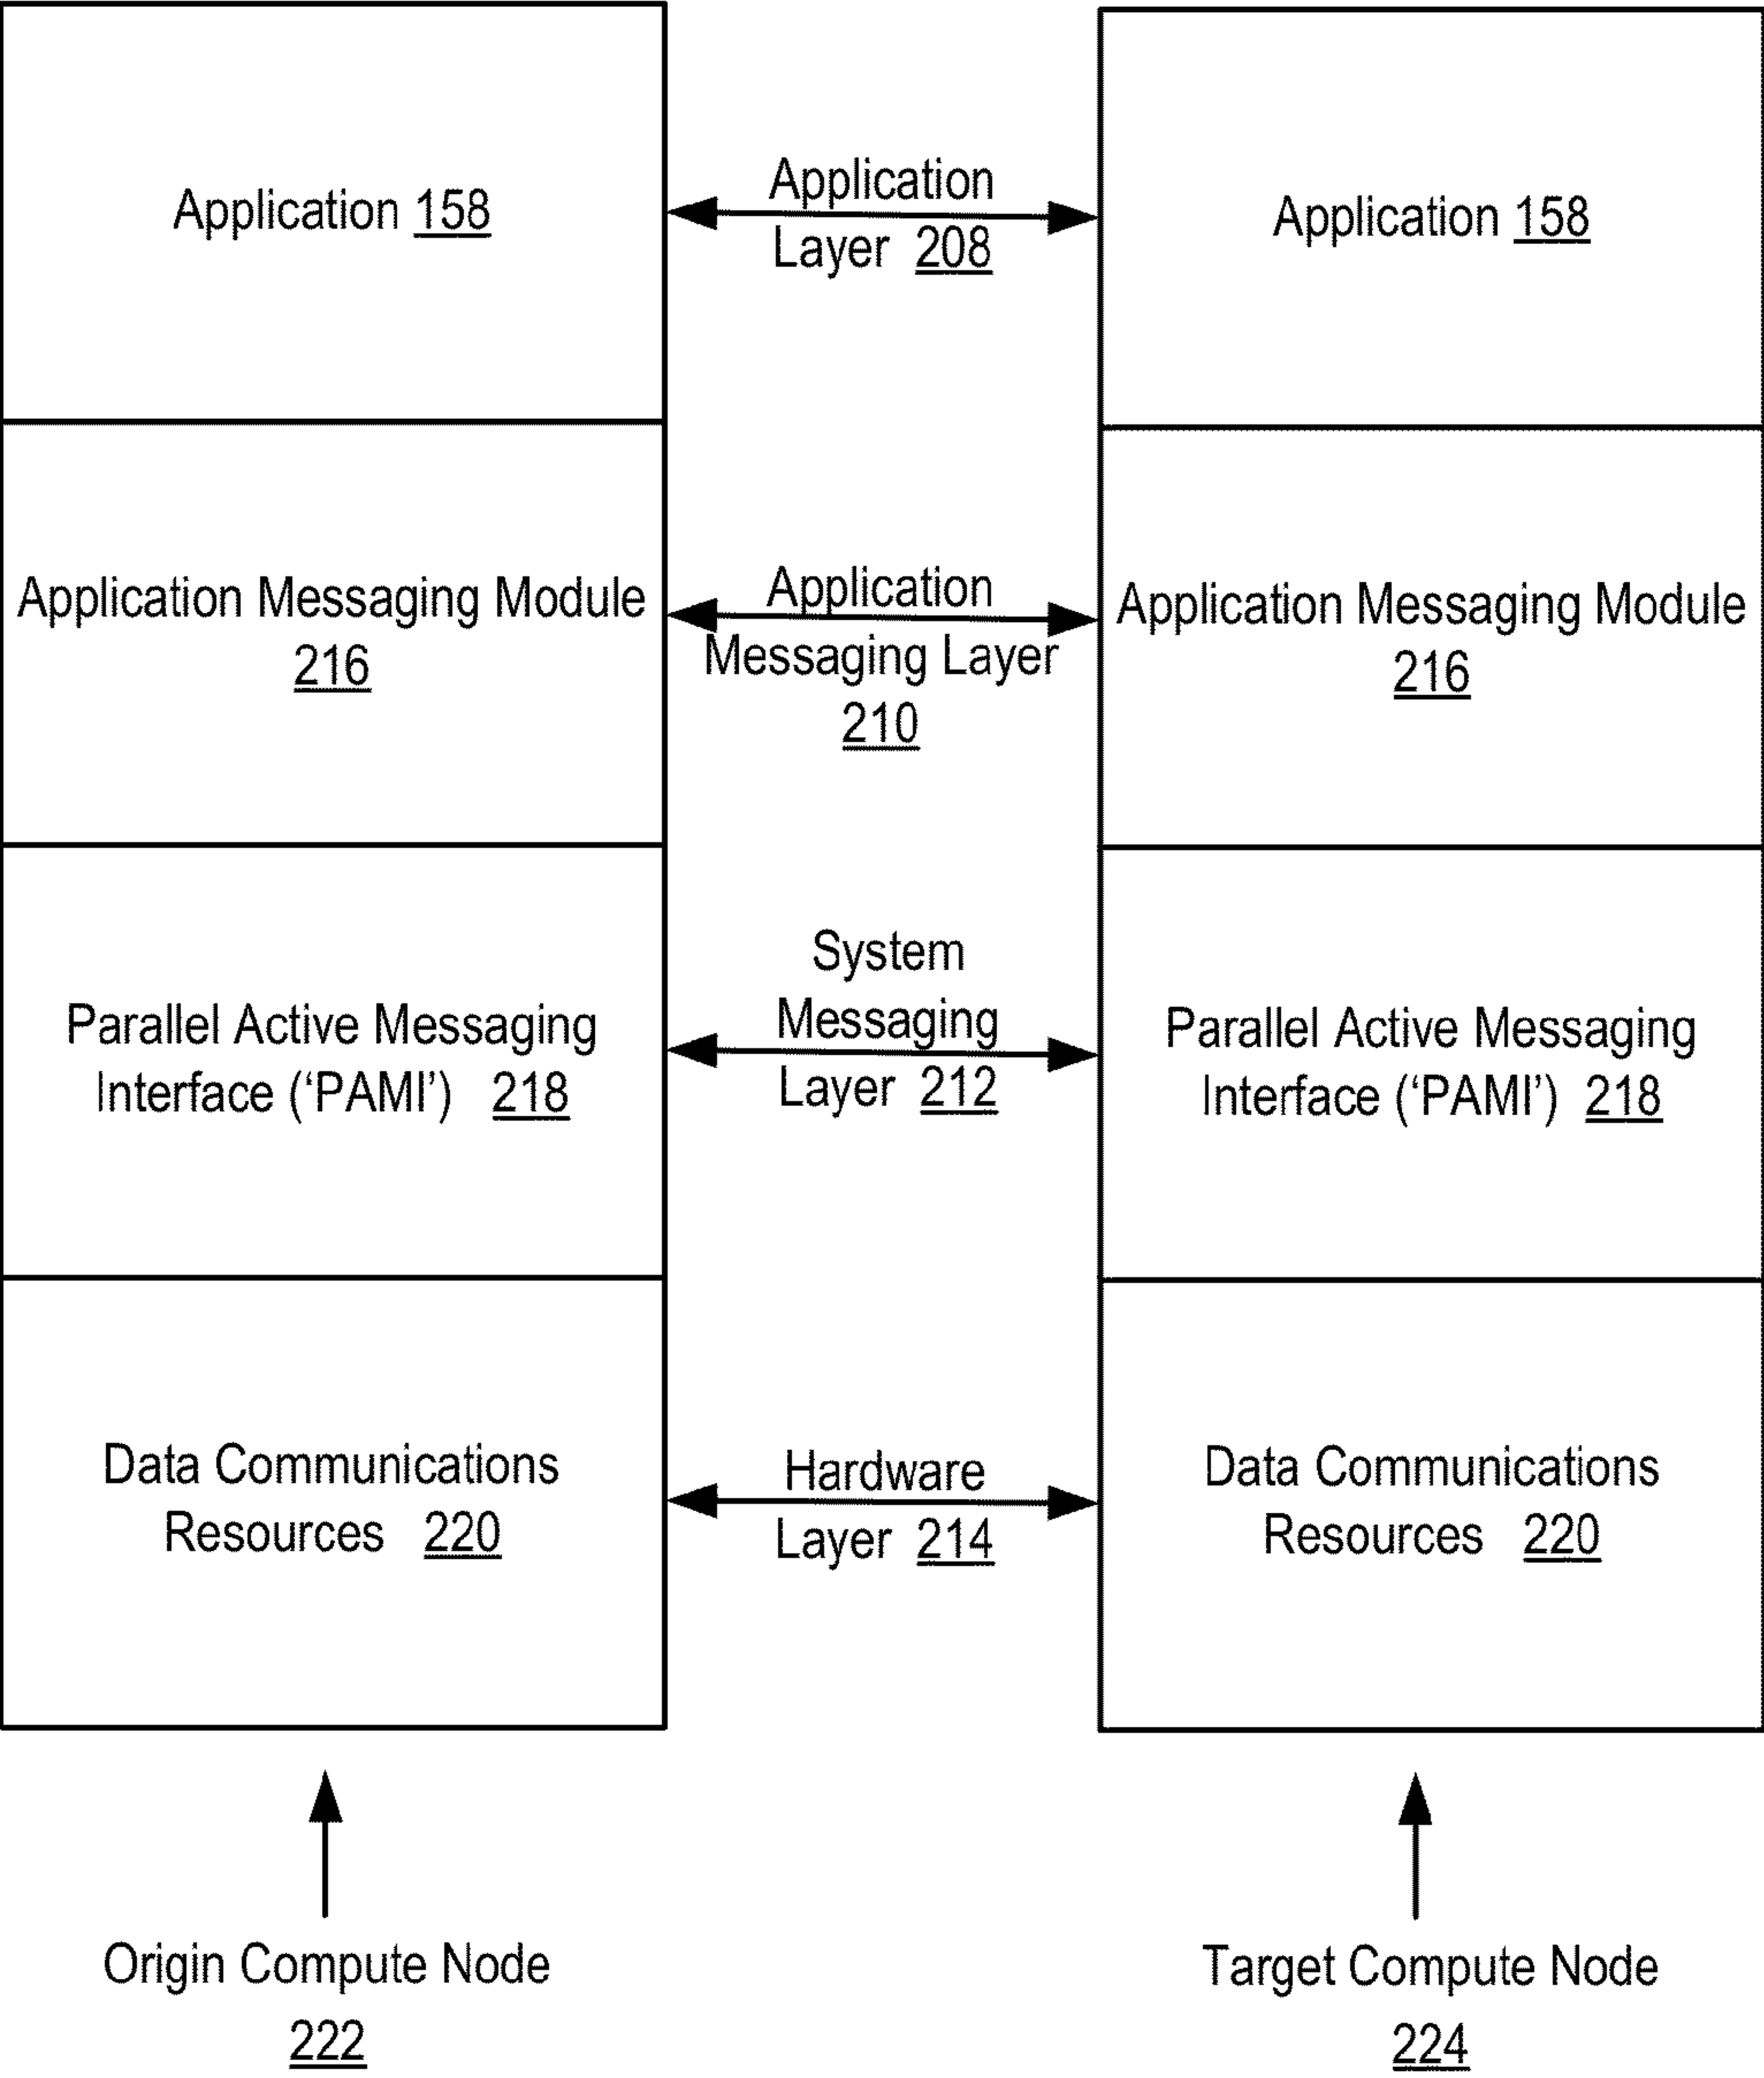 Application 158
Application
Layer 208
Application 158
Application Messaging Module
216
Application
Messaging Layer
210
Application Messaging Module
216
Parallel Active Messaging
Interface (‘PAMI’) 218
System
Messaging
Layer 212
Parallel Active Messaging
Interface (‘PAMI’) 218
Data Communications
Resources 220
Hardware
Layer 214
Data Communications
Resources 220
Origin Compute Node
222
Target Compute Node
224